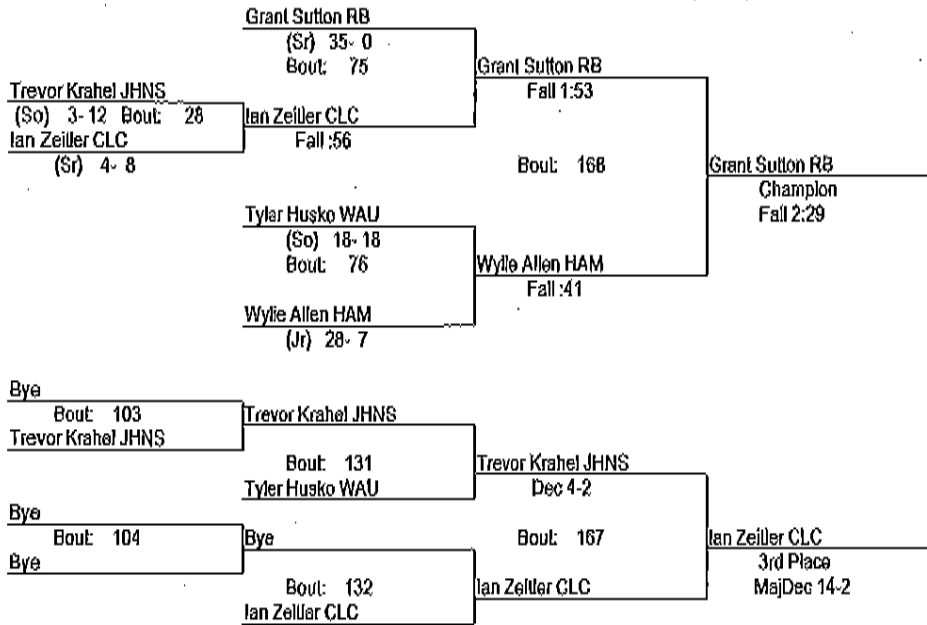 Grant Sutton RB
(Sr) 35- 0
Bout: 75
Grant Sutton RB
Fall 1:53
Trevor Krahel JHNS
(So) 3-12 Bout: 28
Ian Zeitler CLC
(Sr) 4- 8
Ian Zeitler CLC
Fall :56
Bout: 168
Grant Sutton RB
Champion
Fall 2:29
Tyler Husko WAU
(So) 18- 18
Bout: 76
Wylie Allen HAM
Fall :41
Wylie Allen HAM
(Jr) 28- 7
Bye
Bout: 103
Trevor Krahel JHNS
Trevor Krahel JHNS
Bout: 131
Tyler Husko WAU
Trevor Krahel JHNS
Dec 4-2
Bye
Bout: 104
Bye
Bye
Bout: 132
Ian Zeitler CLC
Bout: 167
Ian Zeitler CLC
Ian Zeitler CLC
3rd Place
MajDec 14-2